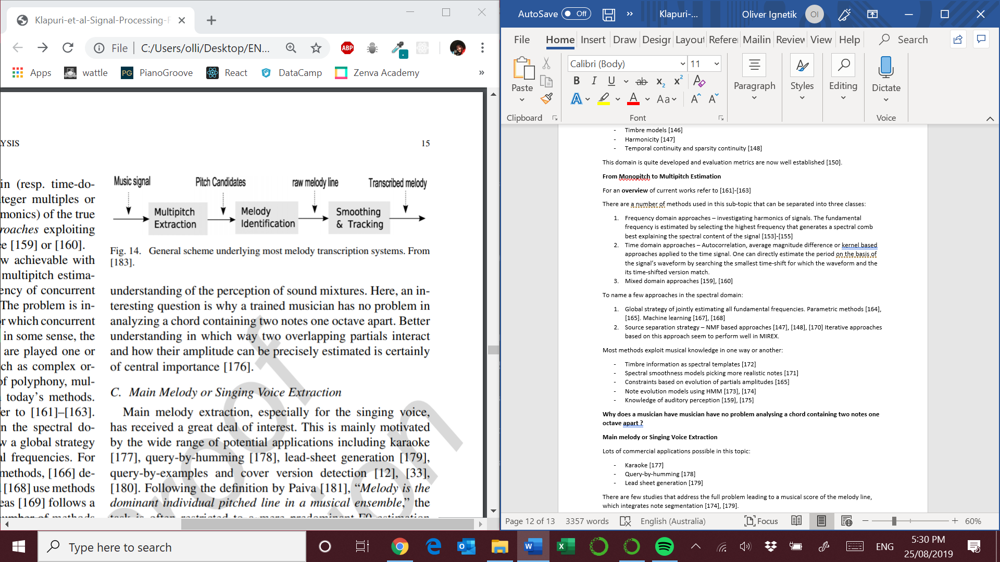 Klapuri-et-al-Signal-Processing-F
File
C:/Users/olli/Desktop/EN...
ABP
Apps
wattle
PG
PianoGroove
React
DataCamp
Zenva Academy
»
YSIS
15
in (resp. time-do-
teger multiples or
monics) of the true
roaches exploiting
e [159] or [160].
w achievable with
multipitch estima-
ency of concurrent
The problem is in-
or which concurrent
in some sense, the
are played one or
ch as complex or-
of polyphony, mul-
today's methods.
er to [161]–[163].
n the spectral do-
w a global strategy
al frequencies. For
methods, [166] de-
[168] use methods
eas [169] follows a
Music signal
Pitch Candidates
raw melody line
Transcribed melody
Multipitch
Extraction
Melody
Identification
Smoothing
& Tracking
Fig. 14. General scheme underlying most melody transcription systems. From
[183].
understanding of the perception of sound mixtures. Here, an in-
teresting question is why a trained musician has no problem in
analyzing a chord containing two notes one octave apart. Better
understanding in which way two overlapping partials interact
and how their amplitude can be precisely estimated is certainly
of central importance [176].
C. Main Melody or Singing Voice Extraction
Main melody extraction, especially for the singing voice,
has received a great deal of interest. This is mainly motivated
by the wide range of potential applications including karaoke
[177], query-by-humming [178], lead-sheet generation [179],
query-by-examples and cover version detection [12], [33],
[180]. Following the definition by Paiva [181], “Melody is the
dominant individual pitched line in a musical ensemble,” the
AutoSave Off
»
Klapuri-...
Oliver Ignetik
OI
File Home Insert Draw Design Layout Referen Mailin Review View Help Search
Paste
Clipboard
Calibri (Body)
11
B I U ab x2 x2 A
A A Aa A A
Font
Paragraph
Styles
Editing
Dictate
Voice
- Timbre models [146]
- Harmonicity [147]
- Temporal continuity and sparsity continuity [148]
This domain is quite developed and evaluation metrics are now well established [150].
From Monopitch to Multipitch Estimation
For an overview of current works refer to [161]-[163]
There are a number of methods used in this sub-topic that can be separated into three classes:
1. Frequency domain approaches – investigating harmonics of signals. The fundamental
frequency is estimated by selecting the highest frequency that generates a spectral comb
best explaining the spectral content of the signal [153]-[155]
2. Time domain approaches – Autocorrelation, average magnitude difference or kernel based
approaches applied to the time signal. One can directly estimate the period on the basis of
the signal's waveform by searching the smallest time-shift for which the waveform and the
its time-shifted version match.
3. Mixed domain approaches [159], [160]
To name a few approaches in the spectral domain:
1. Global strategy of jointly estimating all fundamental frequencies. Parametric methods [164],
[165]. Machine learning [167], [168]
2. Source separation strategy – NMF based approaches [147], [148], [170] Iterative approaches
based on this approach seem to perform well in MIREX.
Most methods exploit musical knowledge in one way or another:
- Timbre information as spectral templates [172]
- Spectral smoothness models picking more realistic notes [171]
- Constraints based on evolution of partials amplitudes [165]
- Note evolution models using HMM [173], [174]
- Knowledge of auditory perception [159], [175]
Why does a musician have musician have no problem analysing a chord containing two notes one
octave apart ?
Main melody or Singing Voice Extraction
Lots of commercial applications possible in this topic:
- Karaoke [177]
- Query-by-humming [178]
- Lead sheet generation [179]
There are few studies that address the full problem leading to a musical score of the melody line,
which integrates note segmentation [174], [179].
Page 12 of 13
3357 words
English (Australia)
Focus
60%
Type here to search
ENG
5:30 PM
25/08/2019